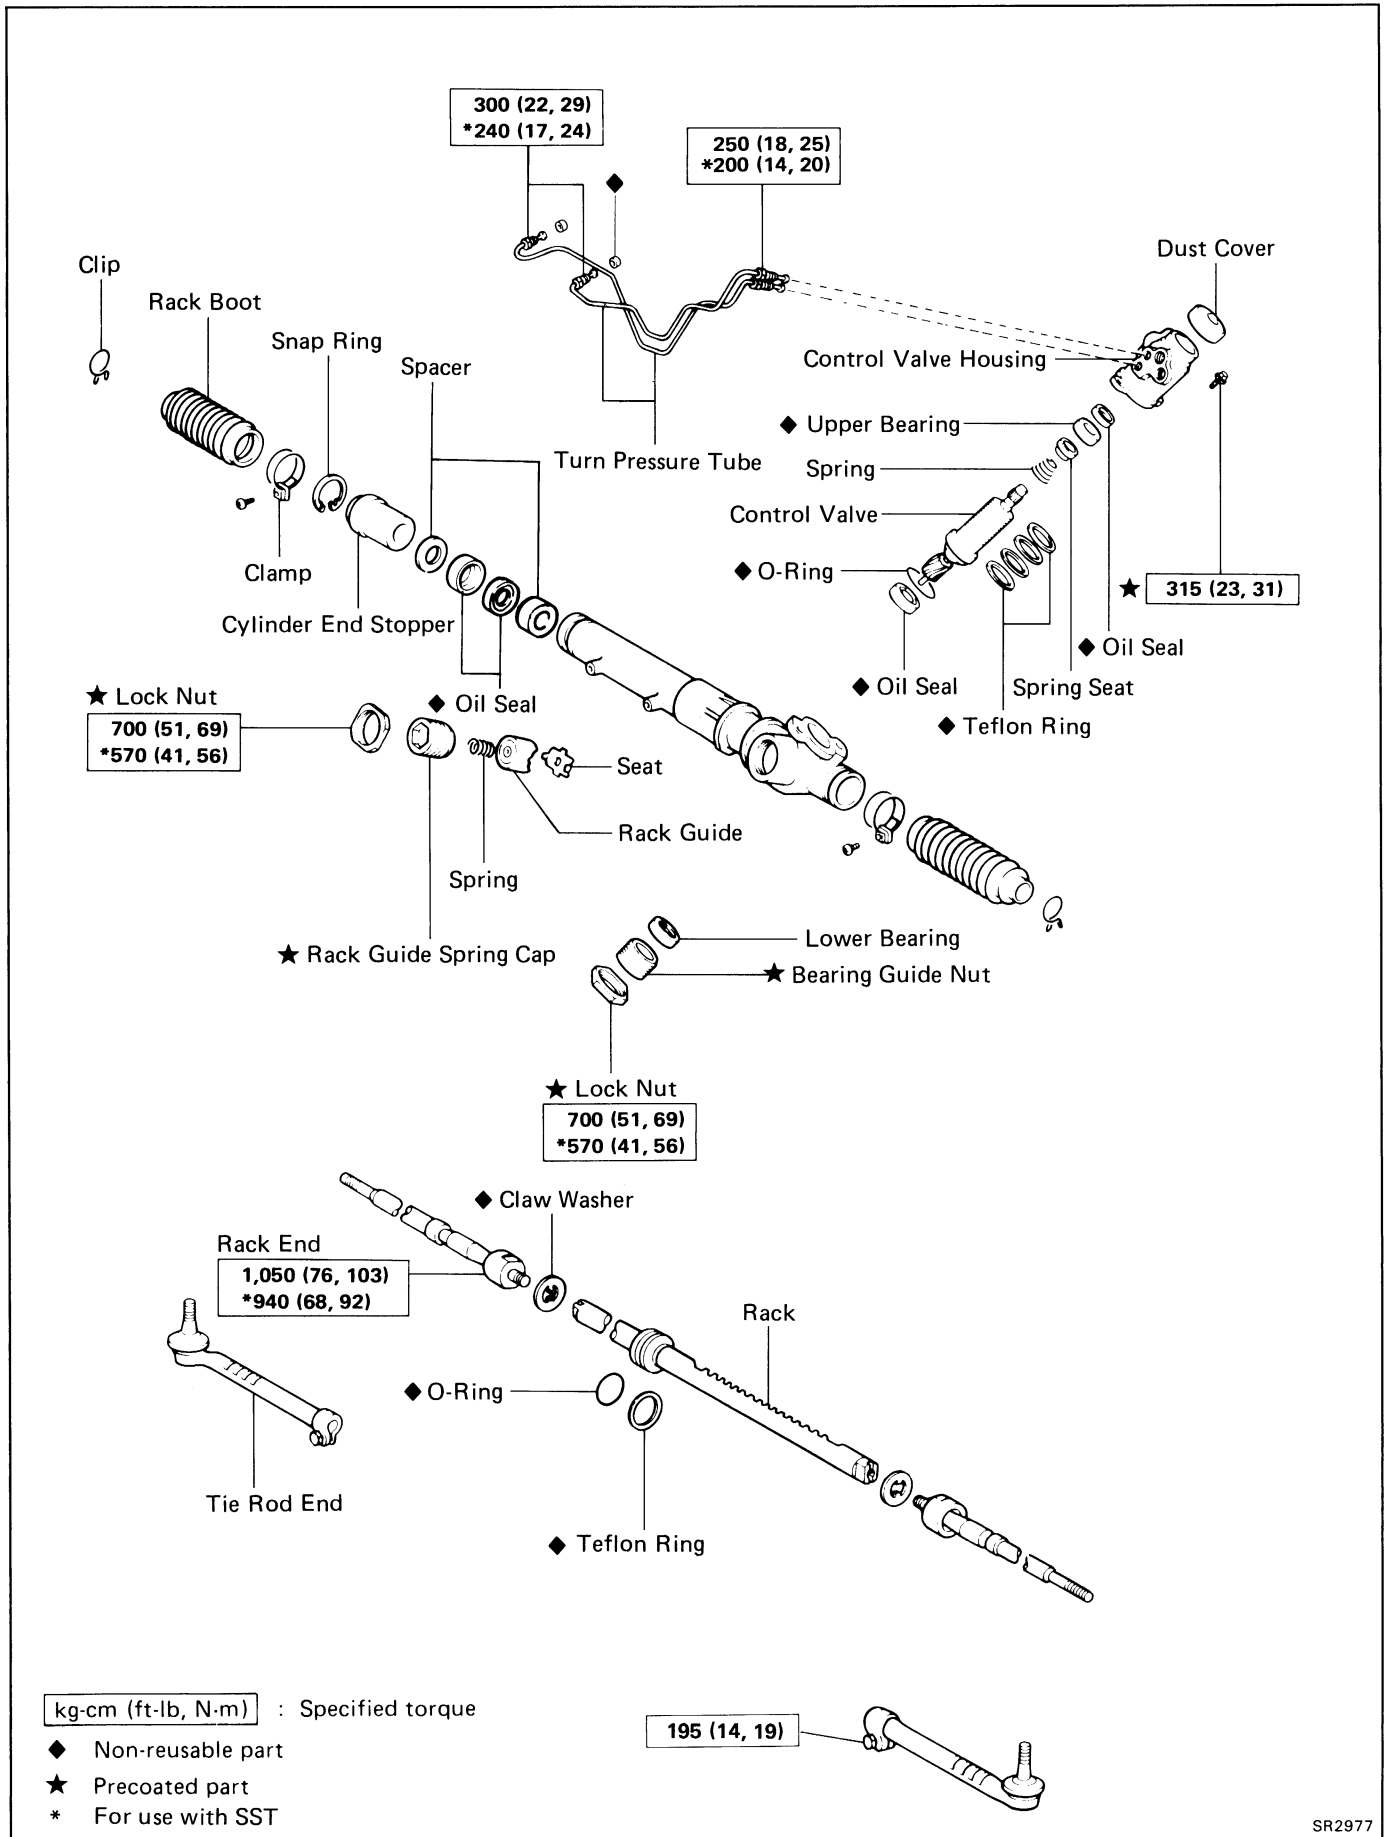 300 (22, 29)
*240 (17, 24)
250 (18, 25)
*200 (14, 20)
◆
Dust Cover
Clip
Rack Boot
Snap Ring
Spacer
Control Valve Housing
◆ Upper Bearing
Turn Pressure Tube
Spring
Control Valve
Clamp
◆ O-Ring
★ 315 (23, 31)
Cylinder End Stopper
◆ Oil Seal
◆ Oil Seal
Spring Seat
★ Lock Nut
700 (51, 69)
*570 (41, 56)
◆ Oil Seal
◆ Teflon Ring
Seat
Rack Guide
Spring
★ Rack Guide Spring Cap
Lower Bearing
★ Bearing Guide Nut
★ Lock Nut
700 (51, 69)
*570 (41, 56)
◆ Claw Washer
Rack End
1,050 (76, 103)
*940 (68, 92)
Rack
◆ O-Ring
Tie Rod End
◆ Teflon Ring
kg-cm (ft-lb, N·m) : Specified torque
◆ Non-reusable part
★ Precoated part
* For use with SST
195 (14, 19)
SR2977